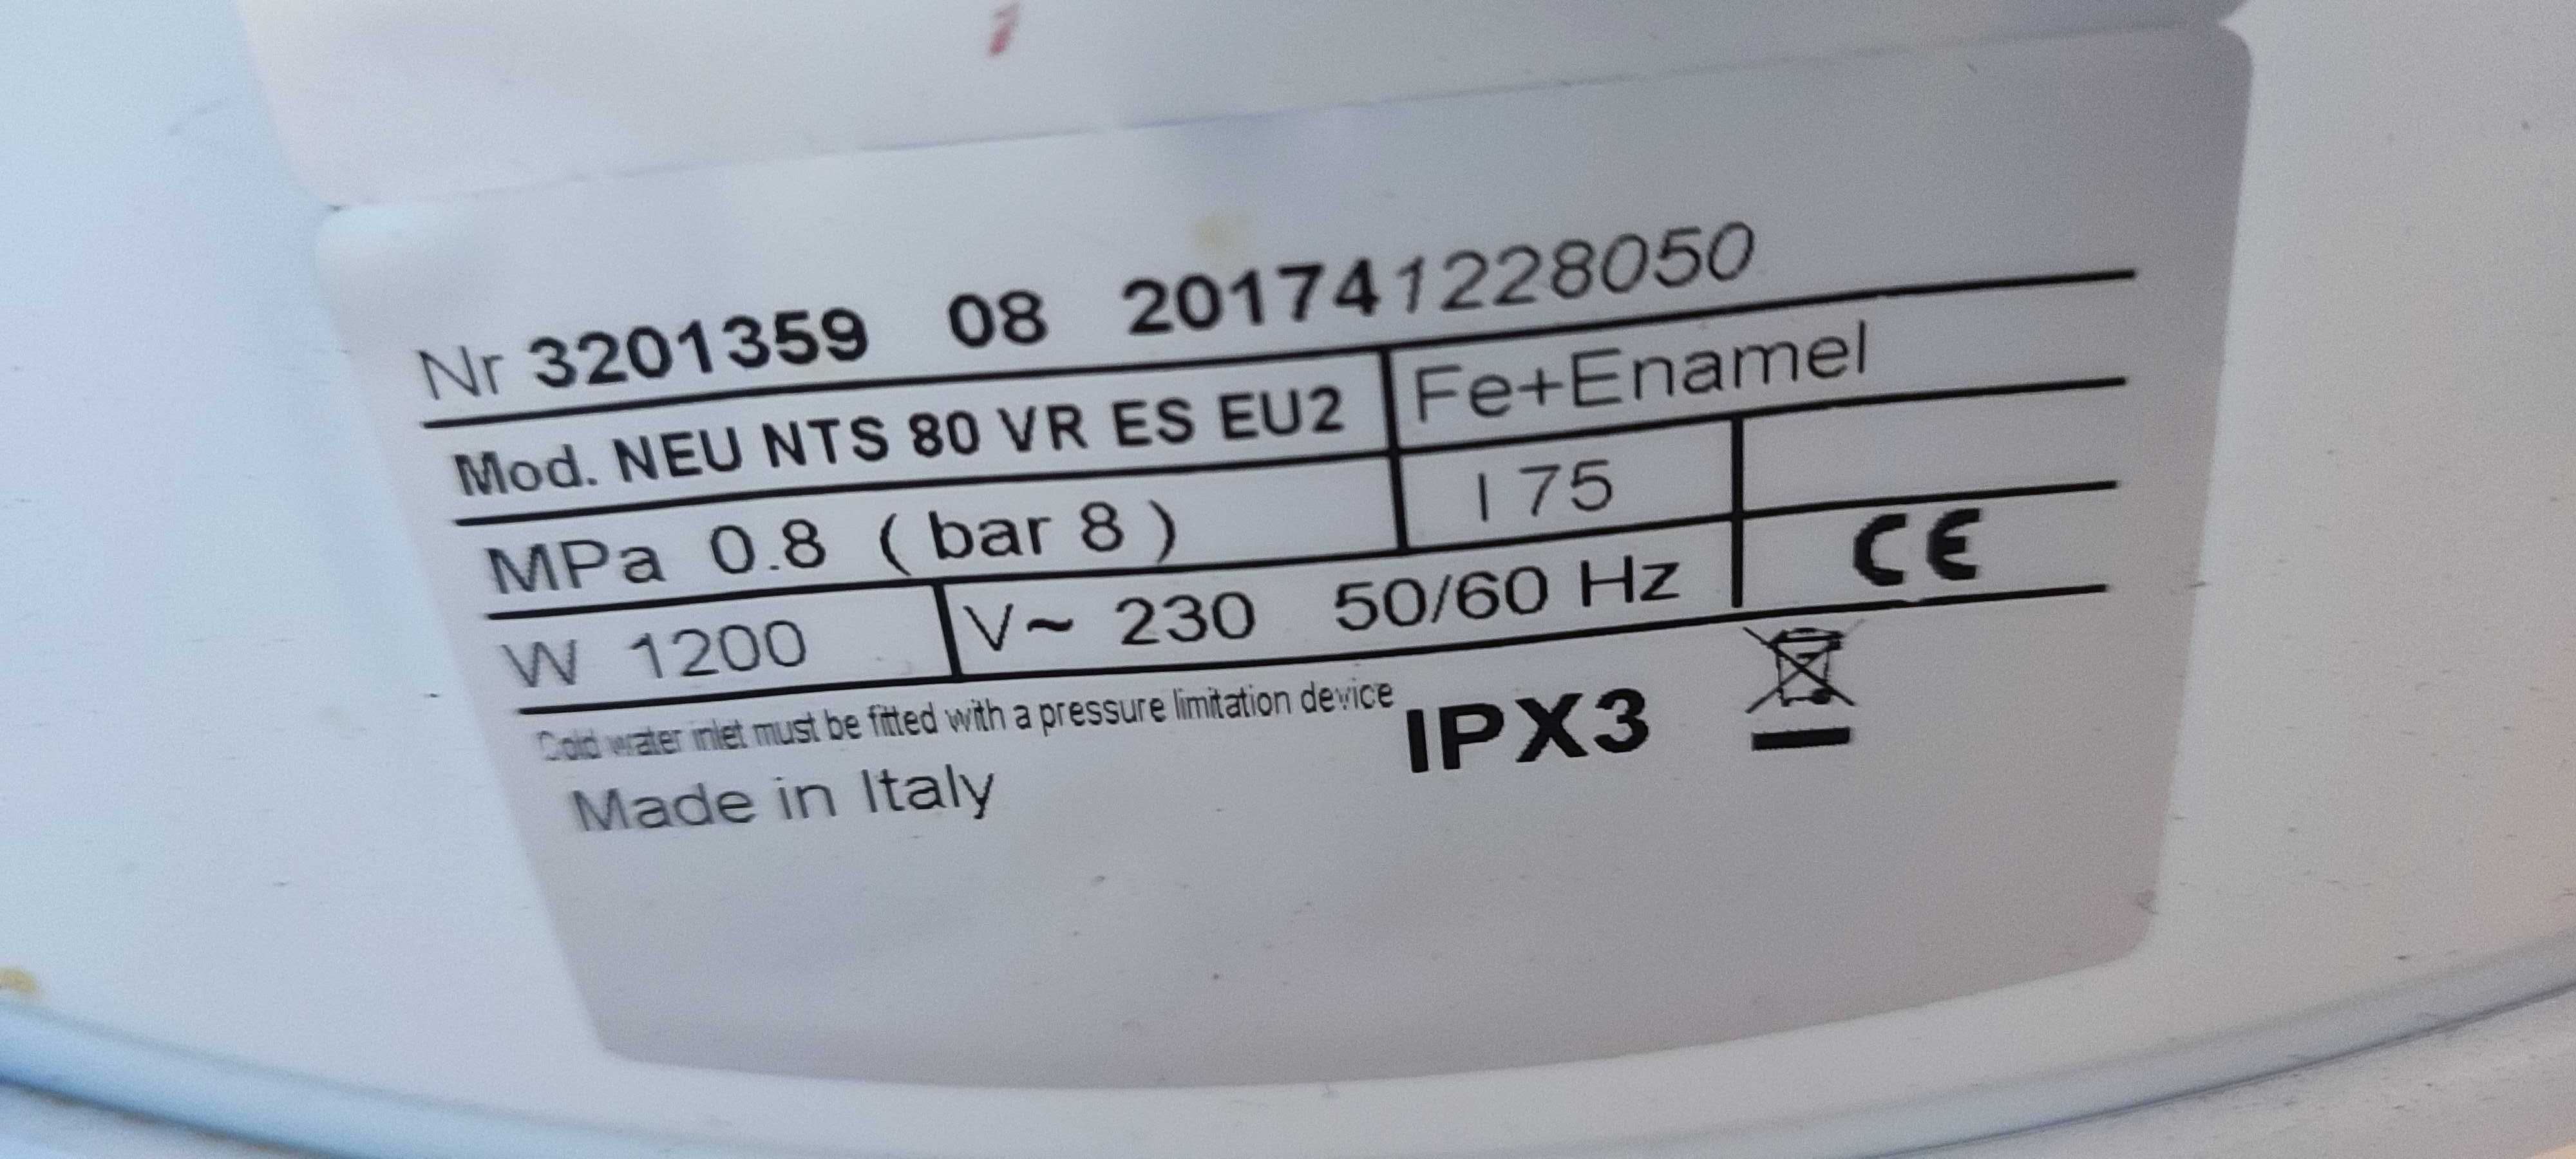 Nr 3201359 08 201741228050
Mod. NEU NTS 80 VR ES EU2 Fe+Enamel
MPa 0.8 ( bar 8 ) l 75
W 1200 V~ 230 50/60 Hz CE
Cold water inlet must be fitted with a pressure limitation device IPX3
Made in Italy